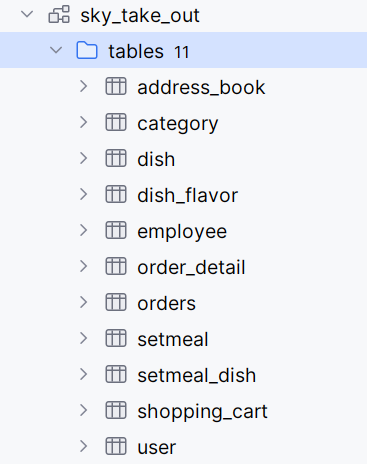 sky_take_out
tables 11
address_book
category
dish
dish_flavor
employee
order_detail
orders
setmeal
setmeal_dish
shopping_cart
user